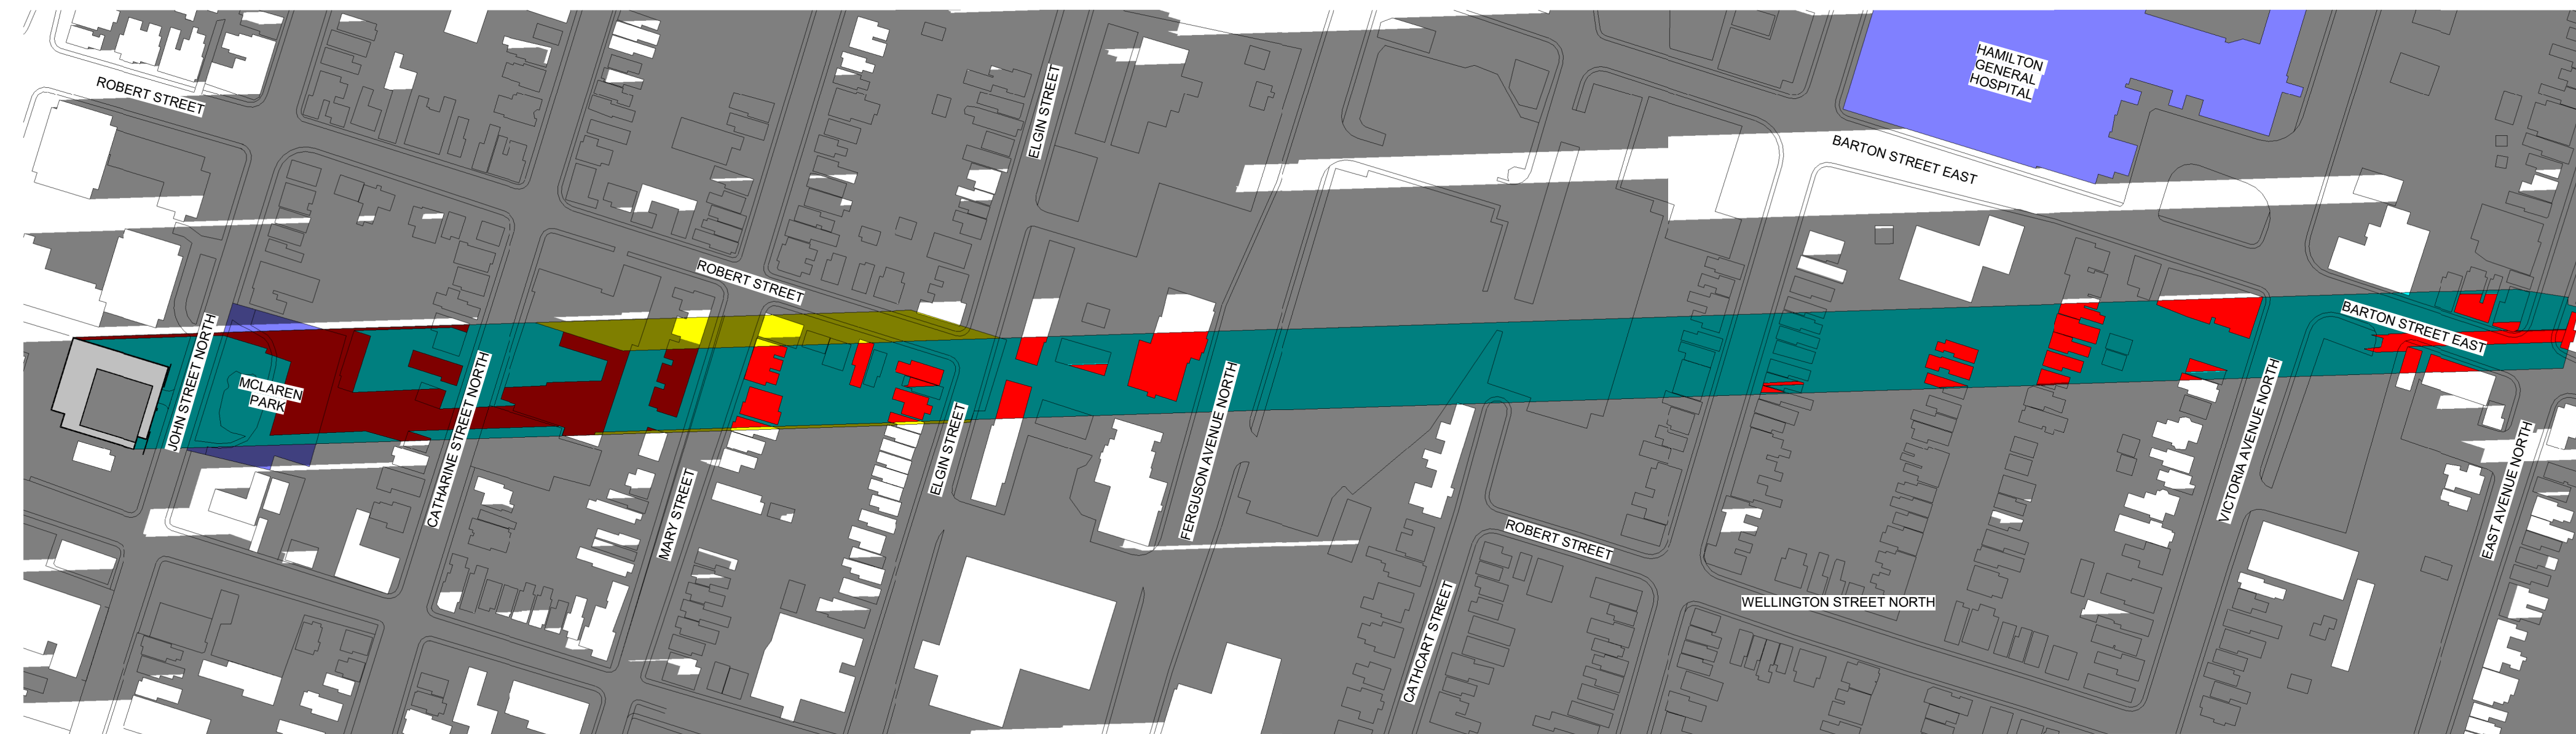 ROBERT STREET
ELGIN STREET
HAMILTON
GENERAL
HOSPITAL
BARTON STREET EAST
ROBERT STREET
JOHN STREET NORTH
MCLAREN
PARK
CATHARINE STREET NORTH
MARY STREET
ELGIN STREET
FERGUSON AVENUE NORTH
CATHCART STREET
ROBERT STREET
WELLINGTON STREET NORTH
VICTORIA AVENUE NORTH
BARTON STREET EAST
EAST AVENUE NORTH